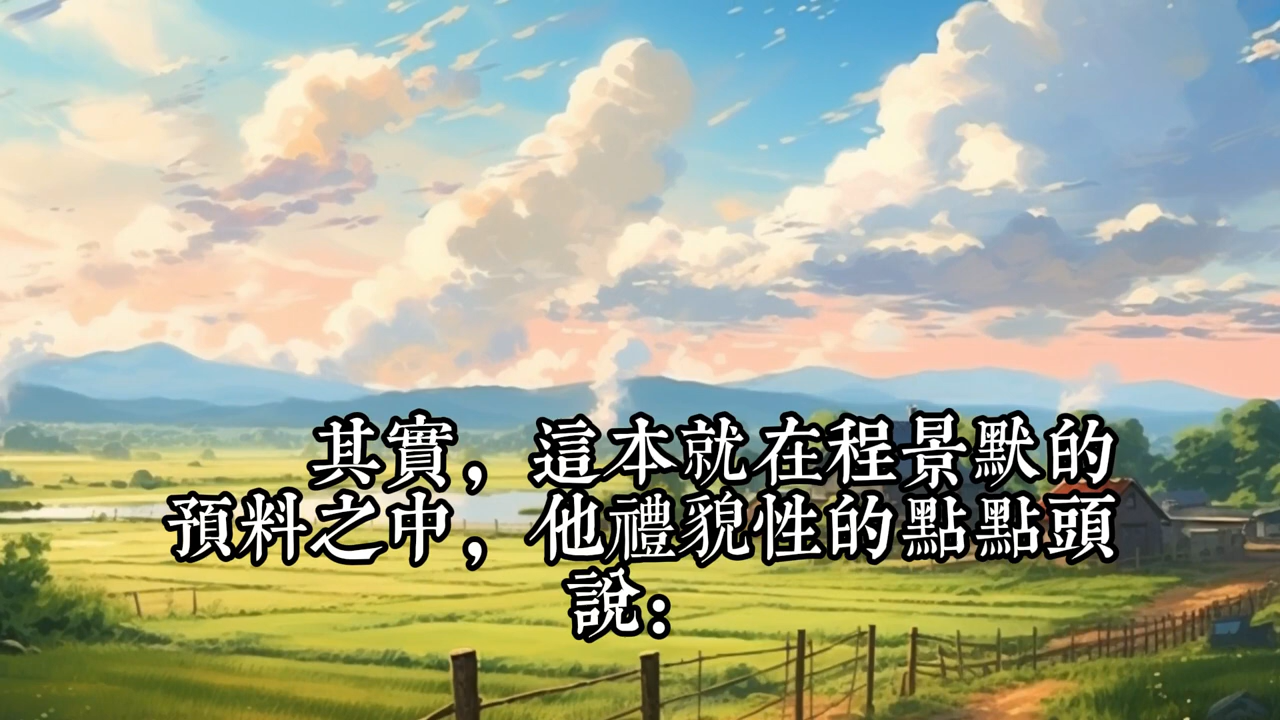 其實，這本就在程景默的
預料之中，他禮貌性的點點頭
說：